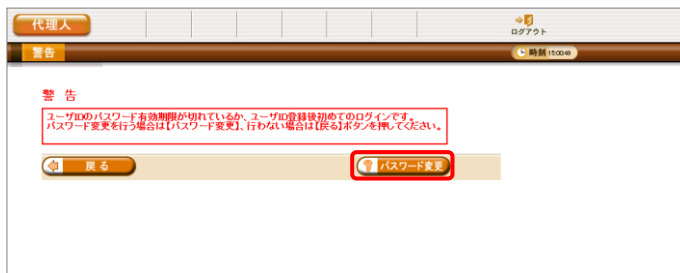 代理人
ログアウト
警告
時刻 15:00:49
警 告
ユーザIDのパスワード有効期限が切れているか、ユーザID登録後初めてのログインです。
パスワード変更を行う場合は【パスワード変更】、行わない場合は【戻る】ボタンを押してください。
戻 る
パスワード変更